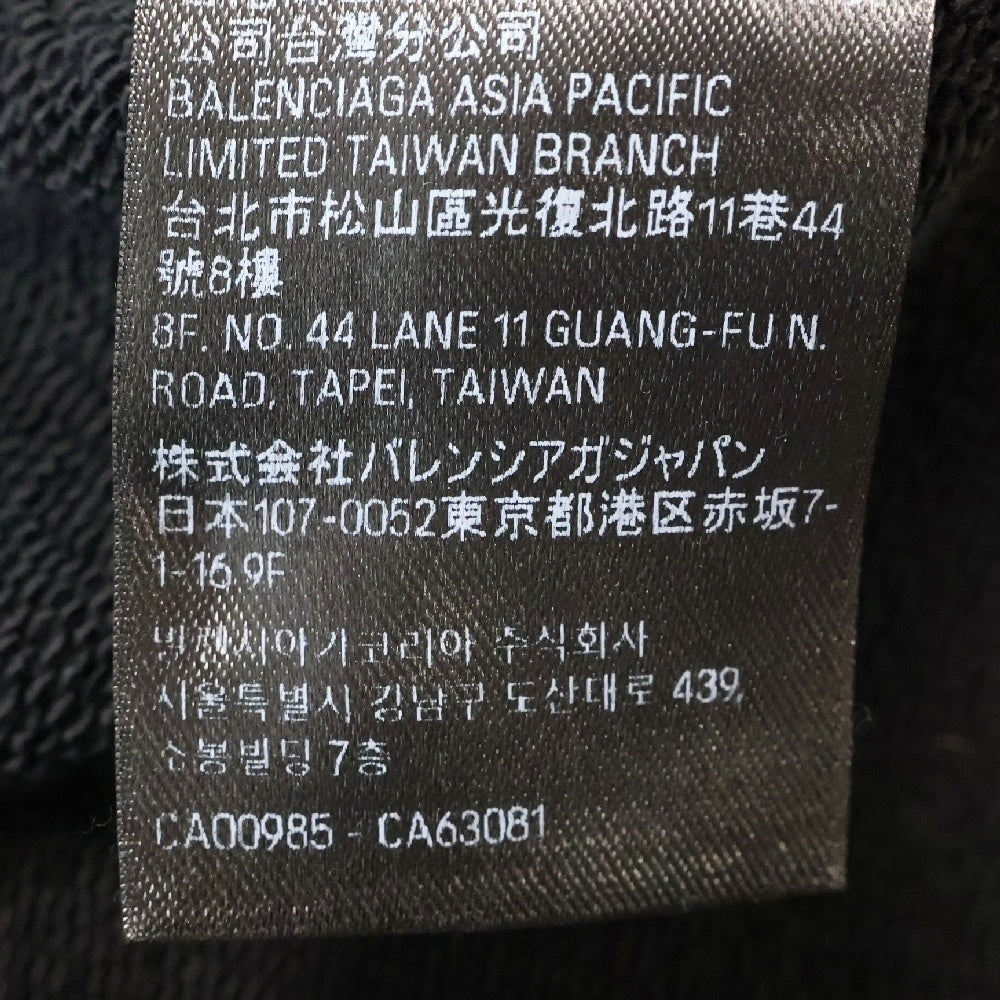 公司台灣分公司
BALENCIAGA ASIA PACIFIC
LIMITED TAIWAN BRANCH
台北市松山區光復北路11巷44
號8樓
8F. NO. 44 LANE 11 GUANG-FU N.
ROAD, TAPEI, TAIWAN
株式会社バレンシアガジャパン
日本107-0052東京都港区赤坂7-
1-16 9F
발렌시아가코리아 주식회사
서울특별시 강남구 도산대로 439,
7층
CA00985 - CA63081